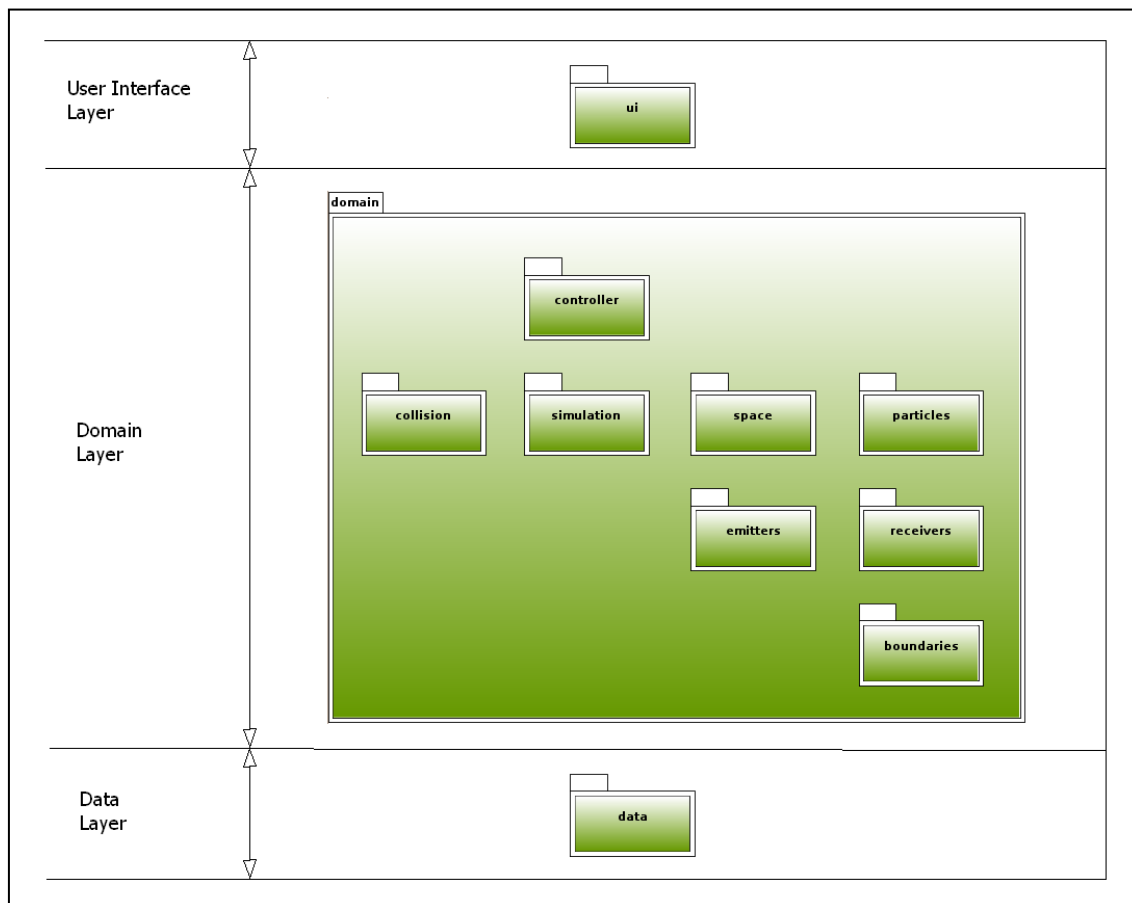 User Interface
Layer
ui
domain
controller
collision
simulation
space
particles
Domain
Layer
emitters
receivers
boundaries
Data
Layer
data